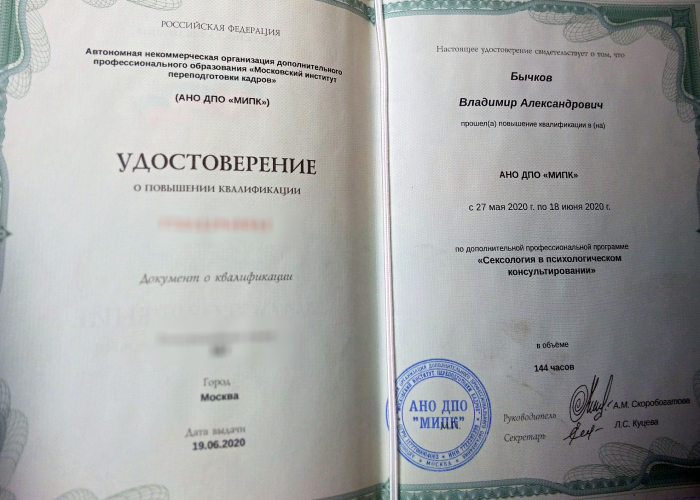 РОССИЙСКАЯ ФЕДЕРАЦИЯ
Автономная некоммерческая организация дополнительного
профессионального образования «Московский институт
переподготовки кадров»
(АНО ДПО «МИПК»)
УДОСТОВЕРЕНИЕ
О ПОВЫШЕНИИ КВАЛИФИКАЦИИ
Документ о квалификации
Город
Москва
Дата выдачи
19.06.2020
Настоящее удостоверение свидетельствует о том, что
Бычков
Владимир Александрович
прошел(а) повышение квалификации в (на)
АНО ДПО «МИПК»
с 27 мая 2020 г. по 18 июня 2020 г.
по дополнительной профессиональной программе
«Сексология в психологическом
консультировании»
в объёме
144 часов
АНО ДПО
"МИПК"
МОСКВА
Руководитель А.М. Скоробогатова
Секретарь Л.С. Куцева